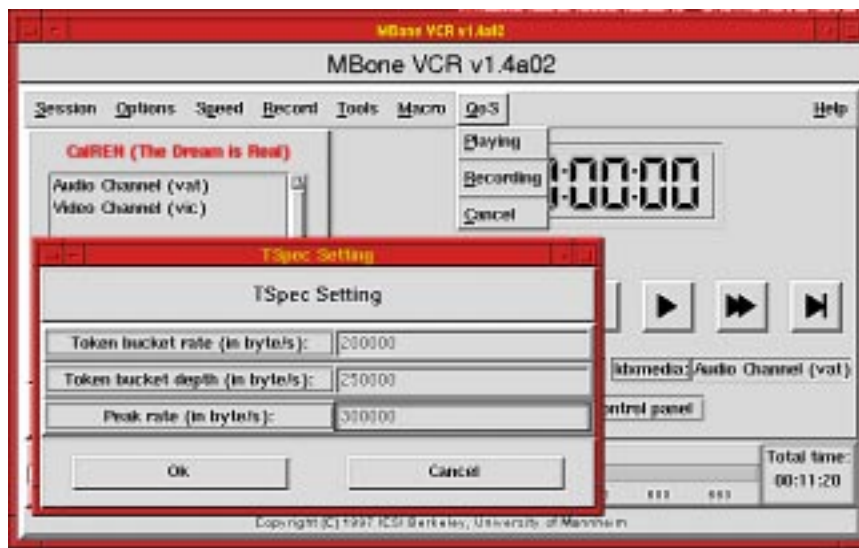 MBone VCR v1.4a02
MBone VCR v1.4a02
Session Options Speed Record Tools Macro QoS Help
CalREN (The Dream is Real)
Audio Channel (vat)
Video Channel (vic)
Playing
Recording
Cancel
:00:00
TSpec Setting
TSpec Setting
Token bucket rate (in byte/s): 200000
Token bucket depth (in byte/s): 250000
Peak rate (in byte/s): 300000
Ok Cancel
Audio Channel (vat)
ontrol panel
Total time:
00:11:20
Copyright (C) 1997 ICSI Berkeley, University of Mannheim